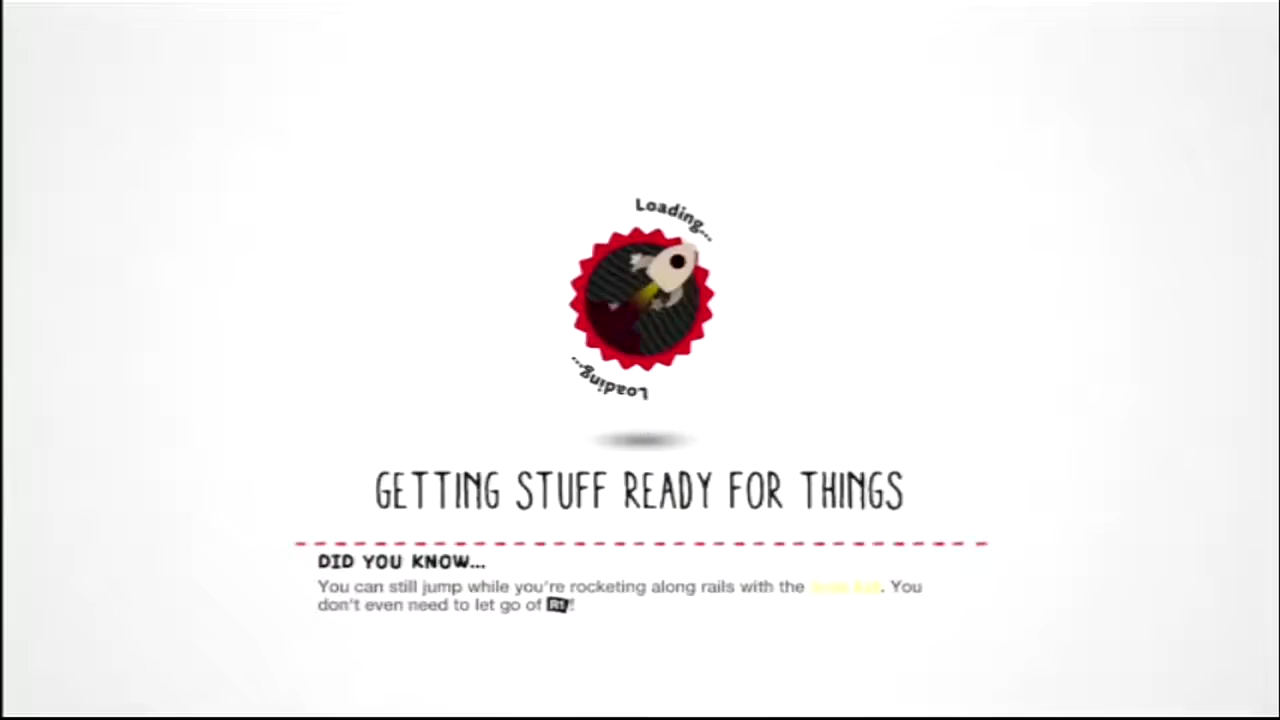 Loading...
Loading...
GETTING STUFF READY FOR THINGS
DID YOU KNOW...
You can still jump while you're rocketing along rails with the . You
don't even need to let go of R1!